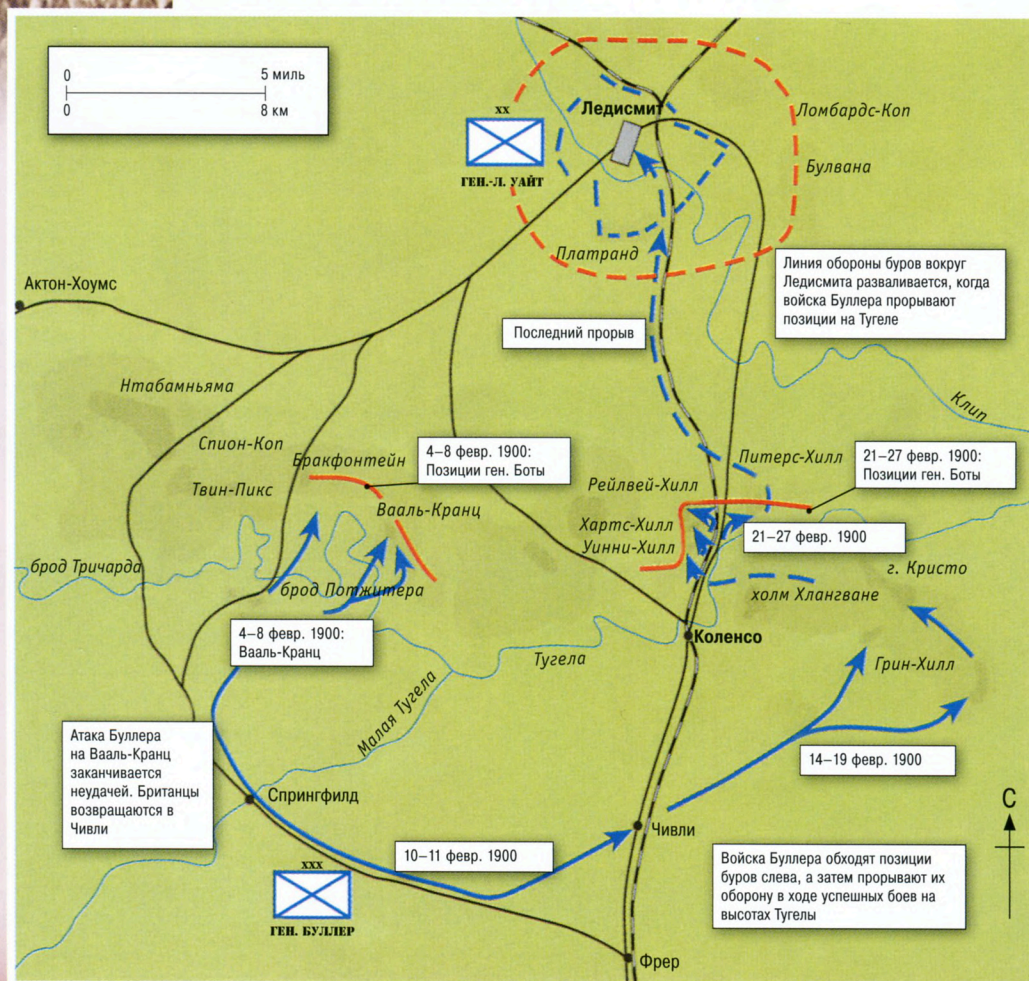 0 5 миль
0 8 км
xx
ГЕН.-Л. УАЙТ
Ледисмит
Ломбардс-Коп
Булвана
Платранд
Актон-Хоумс
Линия обороны буров вокруг
Ледисмита разваливается, когда
войска Буллера прорывают
позиции на Тугеле
Последний прорыв
Нтабамньяма
Клип
Спион-Коп
Бракфонтейн
4–8 февр. 1900:
Позиции ген. Боты
Питерс-Хилл
21–27 февр. 1900:
Позиции ген. Боты
Твин-Пикс
Вааль-Кранц
Рейлвей-Хилл
Хартс-Хилл
Уинни-Хилл
21–27 февр. 1900
брод Тричарда
брод Потжитера
г. Кристо
холм Хлангване
4–8 февр. 1900:
Вааль-Кранц
Коленсо
Тугела
Грин-Хилл
Малая Тугела
Атака Буллера
на Вааль-Кранц
заканчивается
неудачей. Британцы
возвращаются в
Чивли
14–19 февр. 1900
Спрингфилд
Чивли
С
10–11 февр. 1900
xxx
ГЕН. БУЛЛЕР
Войска Буллера обходят позиции
буров слева, а затем прорывают их
оборону в ходе успешных боев на
высотах Тугелы
Фрер